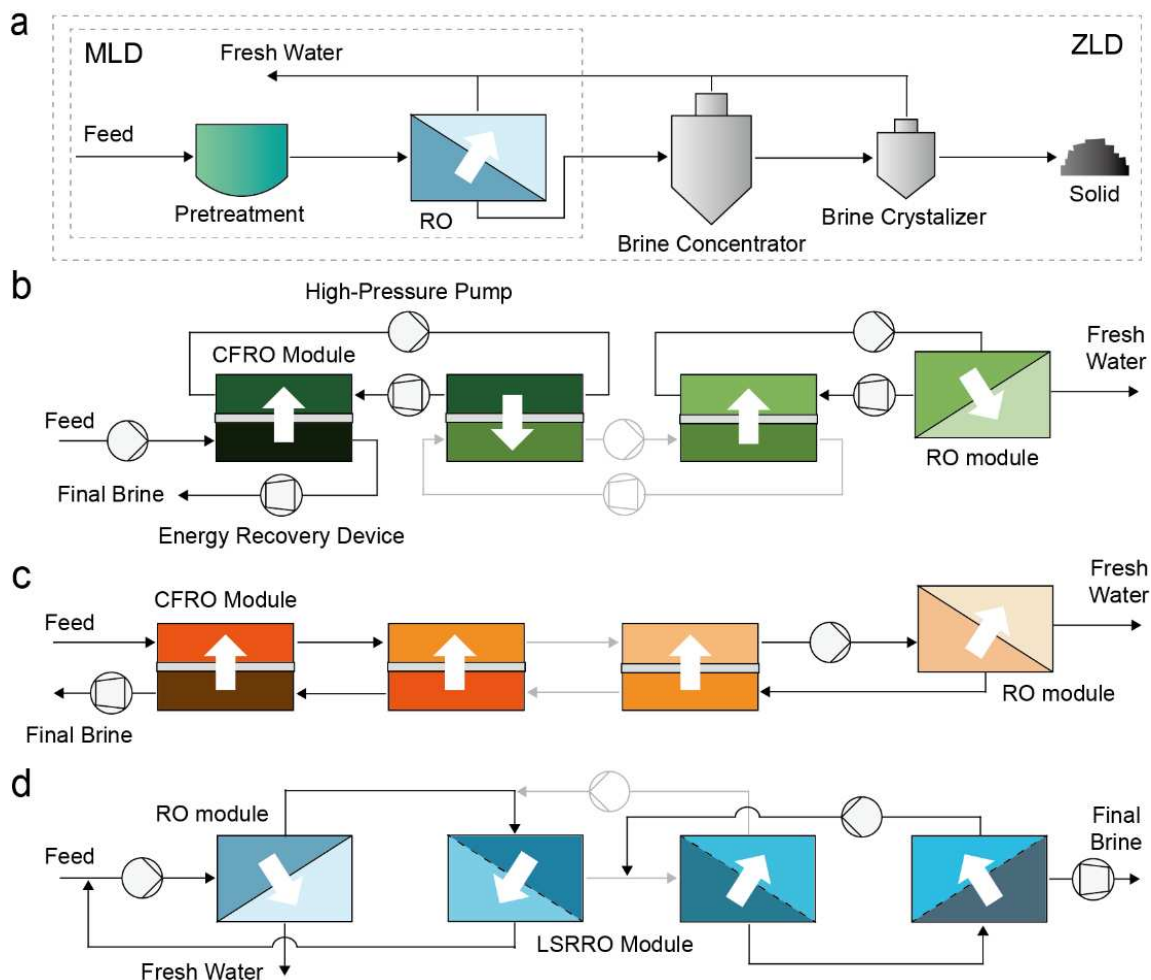 a
MLD
ZLD
Fresh Water
Feed
Pretreatment
RO
Brine Concentrator
Brine Crystalizer
Solid
b
High-Pressure Pump
CFRO Module
Fresh
Water
Feed
RO module
Final Brine
Energy Recovery Device
c
CFRO Module
Fresh
Water
Feed
RO module
Final Brine
d
RO module
Final
Brine
Feed
LSRRO Module
Fresh Water